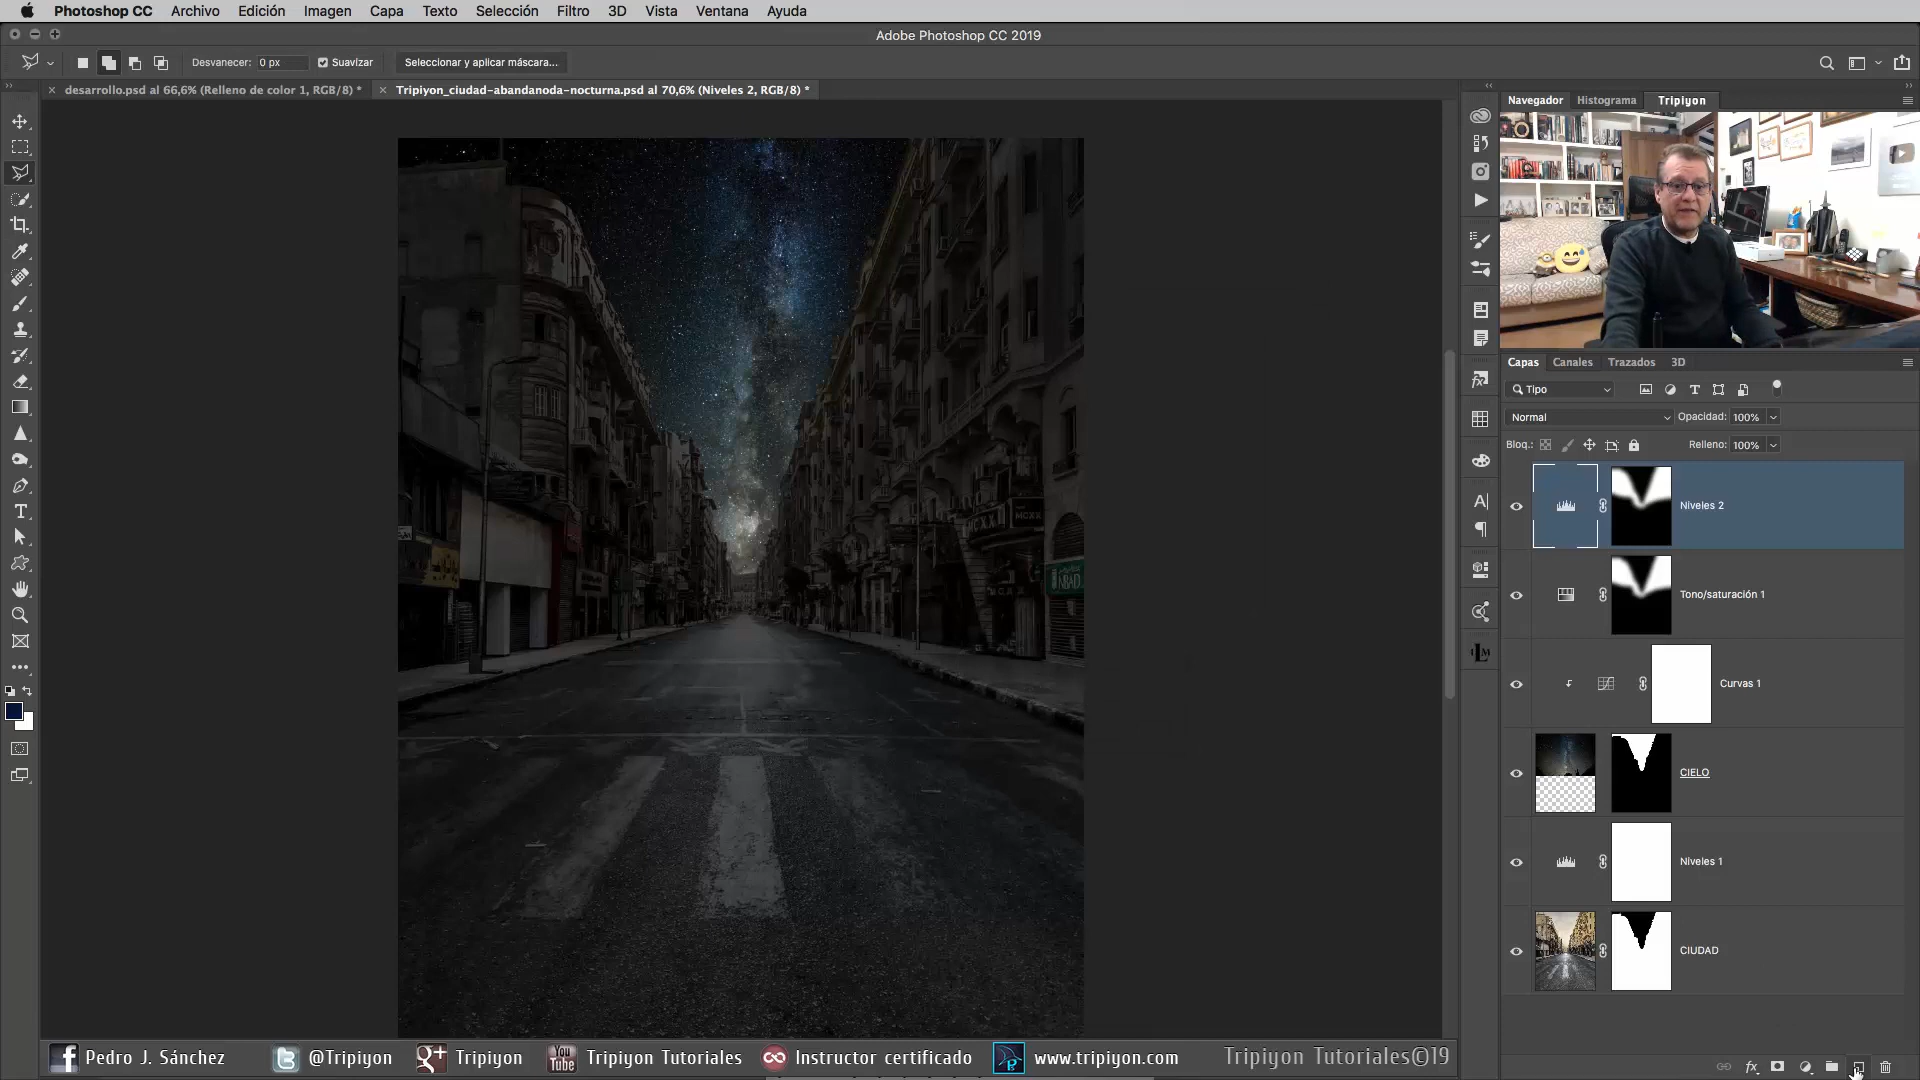 Photoshop CC Archivo Edición Imagen Capa Texto Selección Filtro 3D Vista Ventana Ayuda
Adobe Photoshop CC 2019
Desvanecer: 0 px Suavizar Seleccionar y aplicar máscara...
desarrollo.psd al 66,6% (Relleno de color 1, RGB/8) * Tripiyon_ciudad-abandanoda-nocturna.psd al 70,6% (Niveles 2, RGB/8) *
Navegador Histograma Tripiyon
Capas Canales Trazados 3D
Tipo
Normal Opacidad: 100%
Bloq.: Relleno: 100%
Niveles 2
Tono/saturación 1
Curvas 1
CIELO
Niveles 1
CIUDAD
MCXX
NBAD
Pedro J. Sánchez @Tripiyon Tripiyon Tripiyon Tutoriales Instructor certificado www.tripiyon.com Tripiyon Tutoriales©19